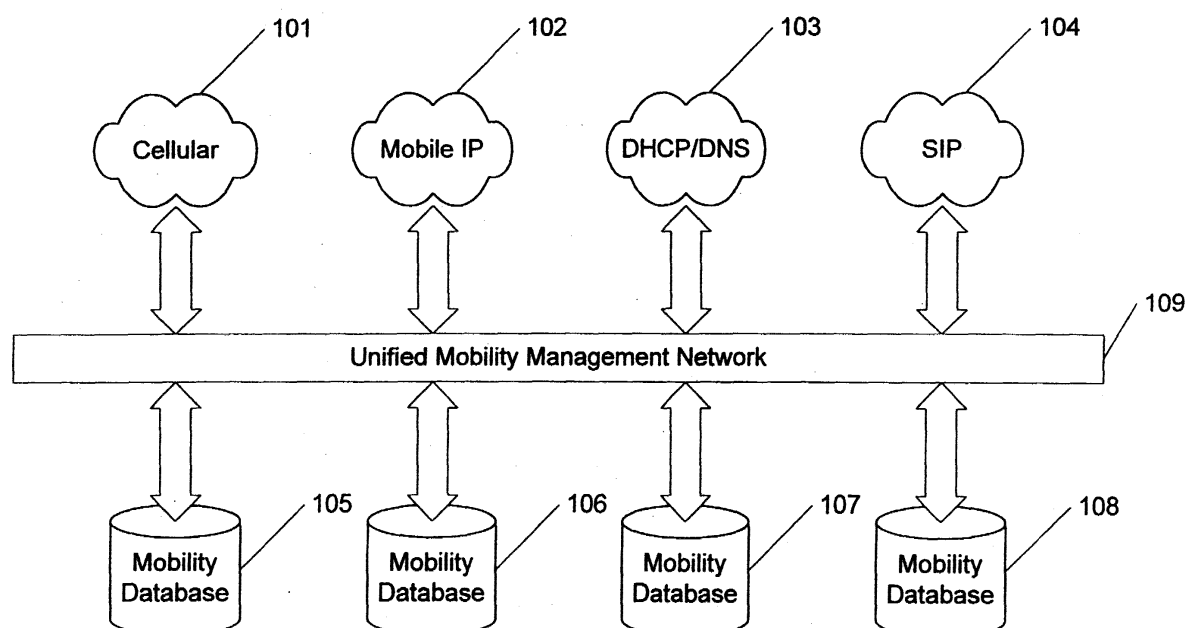 101
102
103
104
Cellular
Mobile IP
DHCP/DNS
SIP
109
Unified Mobility Management Network
105
106
107
108
Mobility
Database
Mobility
Database
Mobility
Database
Mobility
Database